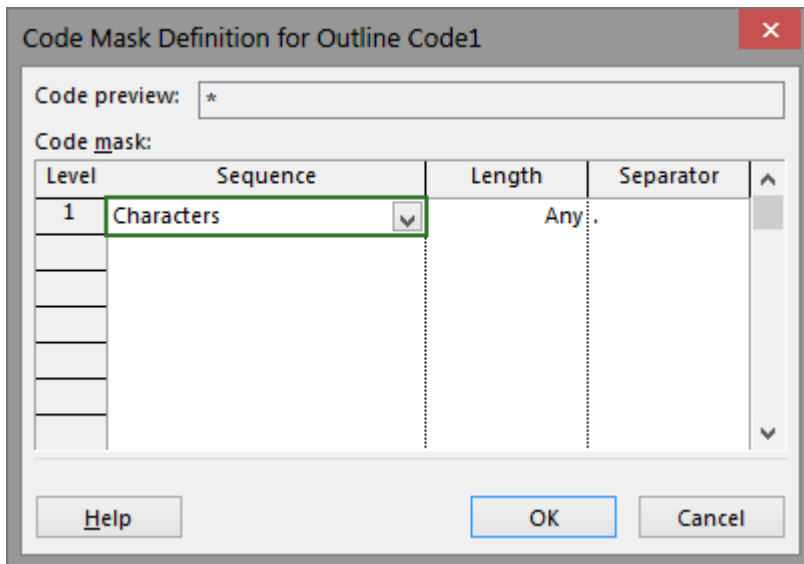 Code Mask Definition for Outline Code1
Code preview: *
Code mask:
Level Sequence Length Separator
1 Characters Any .
Help OK Cancel